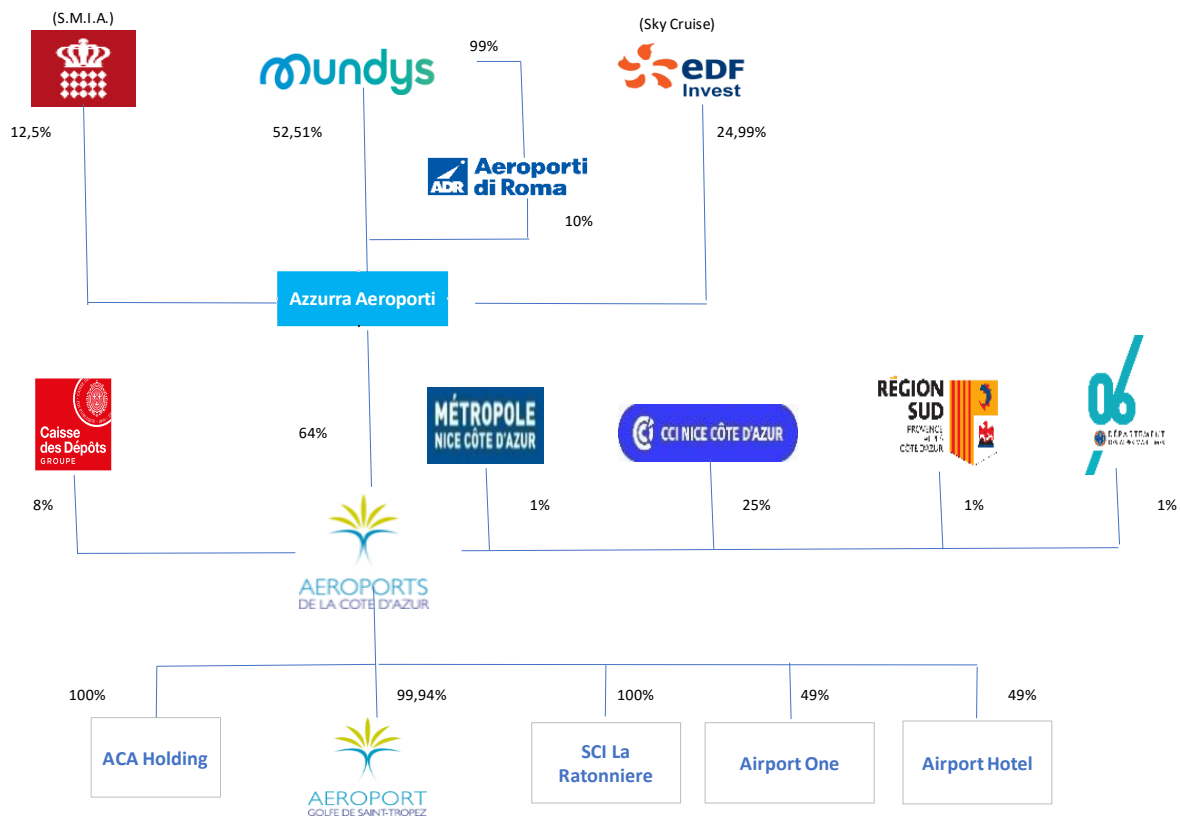 (S.M.I.A.)
mundys
99%
(Sky Cruise)
eDF
Invest
12,5%
52,51%
24,99%
ADR
Aeroporti
di Roma
10%
Azzurra Aeroporti
Caisse
des Dépôts
GROUPE
64%
MÉTROPOLE
NICE CÔTE D'AZUR
CCI NICE CÔTE D'AZUR
RÉGION
SUD
PROVENCE
CÔTE D'AZUR
06
DÉPARTEMENT
8%
1%
25%
1%
1%
AEROPORTS
DE LA COTE D'AZUR
100%
99,94%
100%
49%
49%
ACA Holding
AEROPORT
GOLFE DE SAINT-TROPEZ
SCI La
Ratonniere
Airport One
Airport Hotel